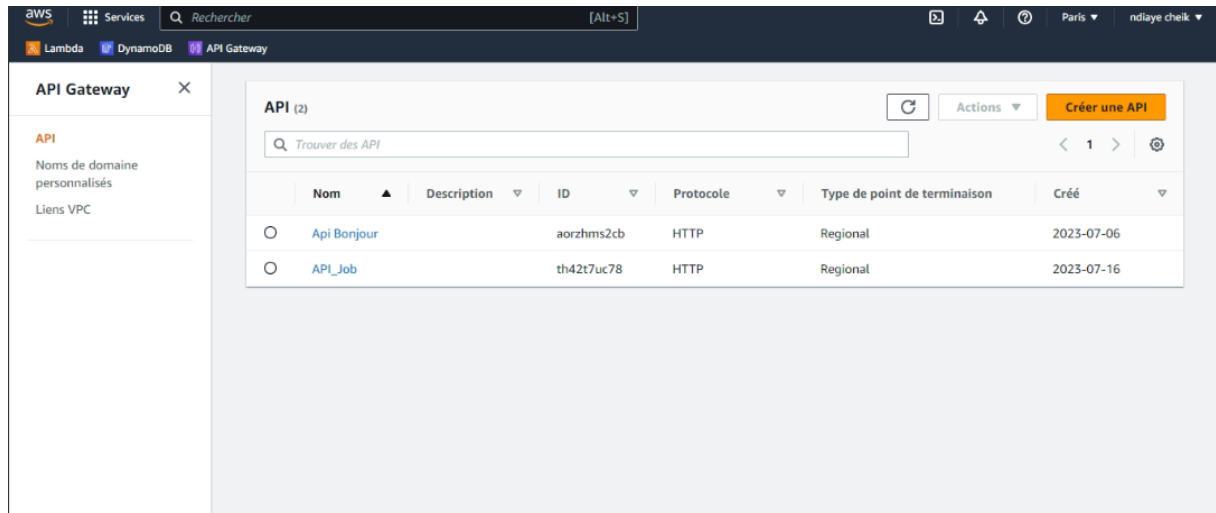 aws Services Rechercher [Alt+S] Paris ▼ ndiaye cheik ▼
Lambda DynamoDB API Gateway
API Gateway
API
Noms de domaine
personnalisés
Liens VPC
API (2) Actions ▼ Créer une API
Trouver des API 1
Nom Description ID Protocole Type de point de terminaison Créé
Api Bonjour aorzhms2cb HTTP Regional 2023-07-06
API_Job th42t7uc78 HTTP Regional 2023-07-16